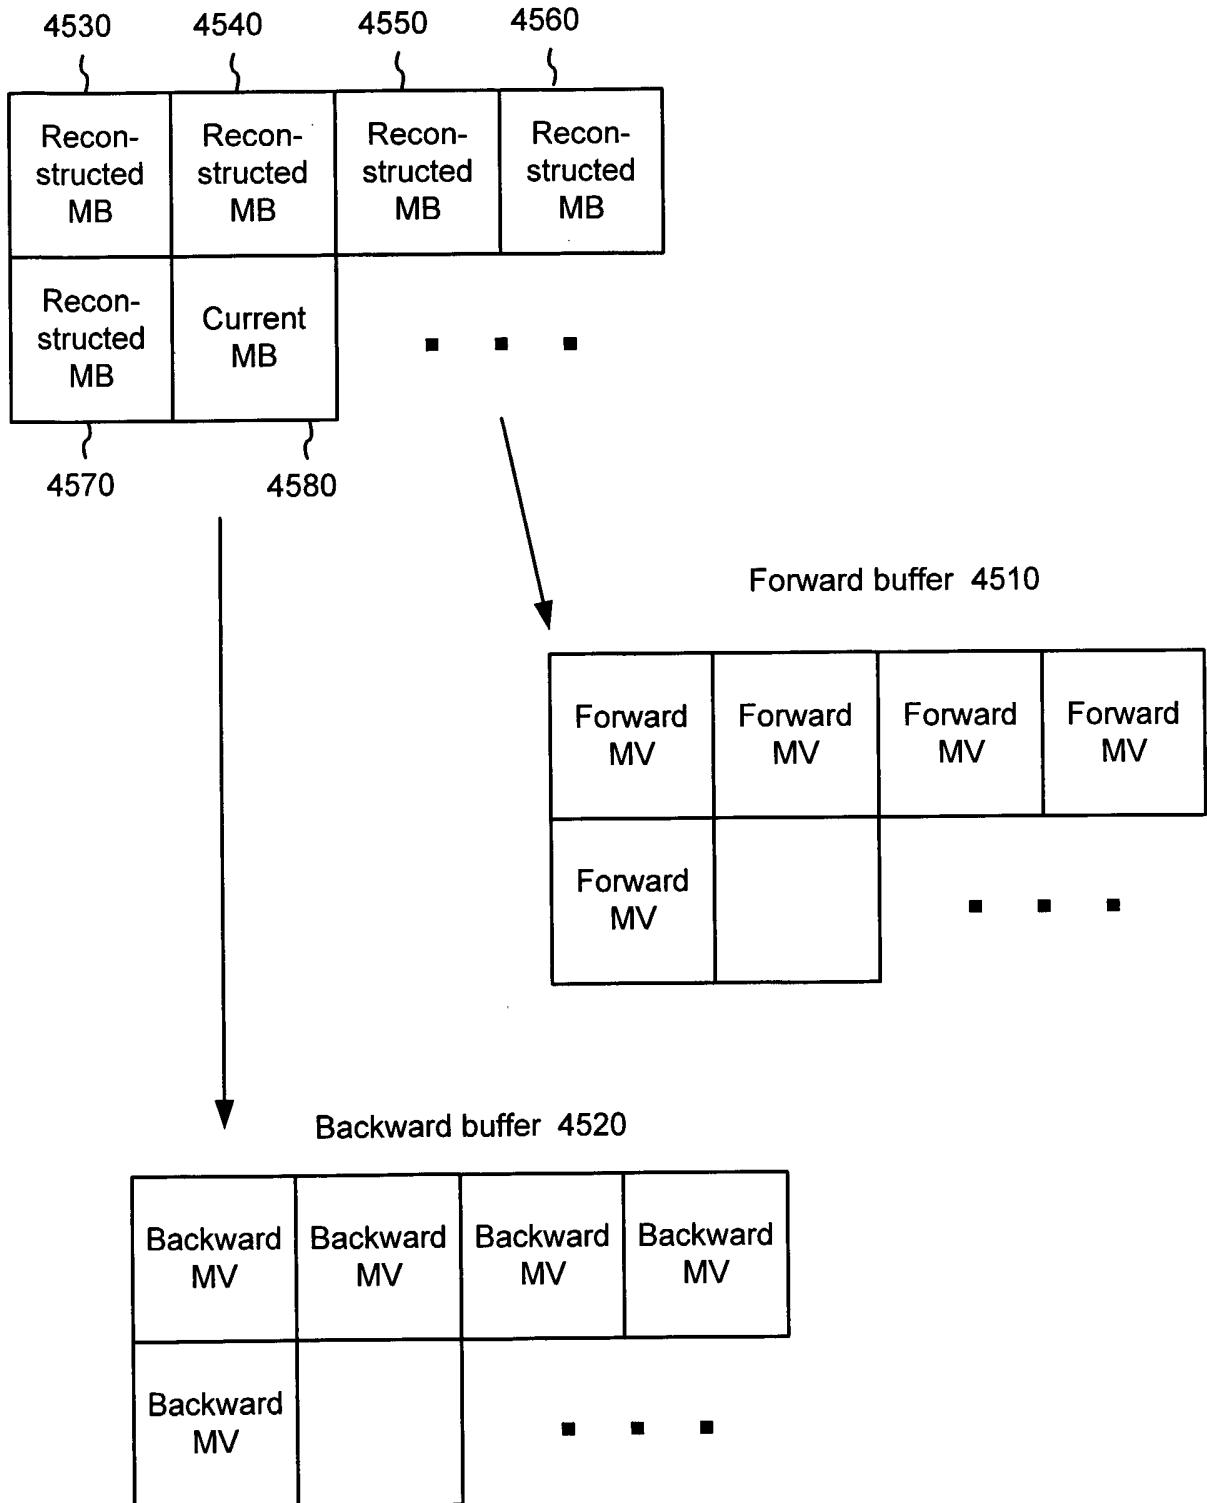 4530 4540 4550 4560
Recon- Recon- Recon- Recon-
structed structed structed structed
MB MB MB MB
Recon-
structed
MB
Current
MB
4570 4580
Forward buffer 4510
Forward Forward Forward Forward
MV MV MV MV
Forward
MV
Backward buffer 4520
Backward Backward Backward Backward
MV MV MV MV
Backward
MV